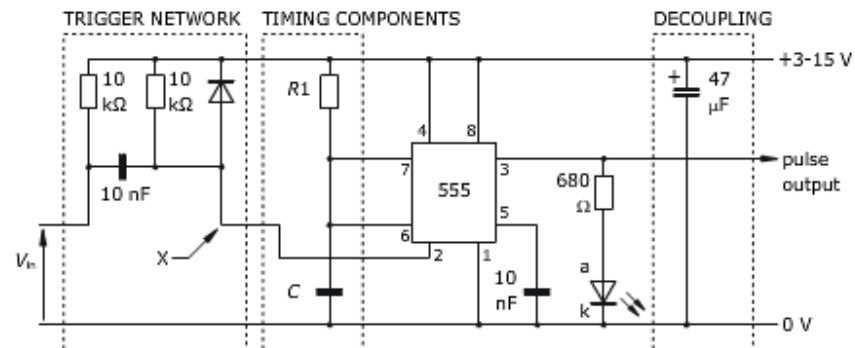 TRIGGER NETWORK
TIMING COMPONENTS
DECOUPLING
+3-15 V
10
kΩ
10
kΩ
R1
+
47
μF
4
8
7
3
555
pulse
output
10 nF
680
Ω
6
5
2
1
Vin
X
C
10
nF
a
k
0 V